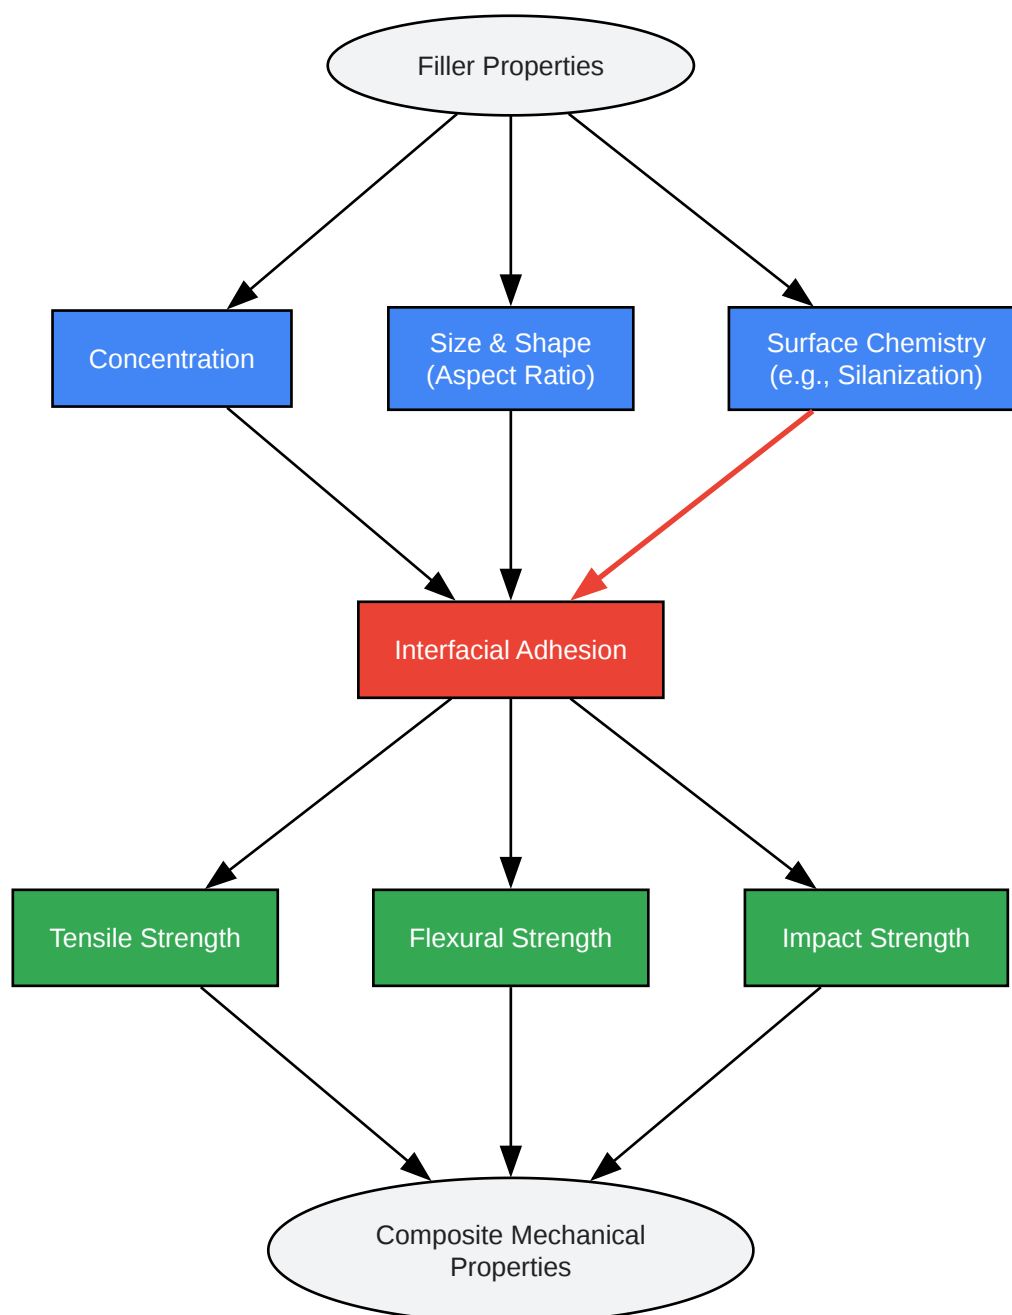 Filler Properties
Concentration
Size & Shape
(Aspect Ratio)
Surface Chemistry
(e.g., Silanization)
Interfacial Adhesion
Tensile Strength
Flexural Strength
Impact Strength
Composite Mechanical
Properties